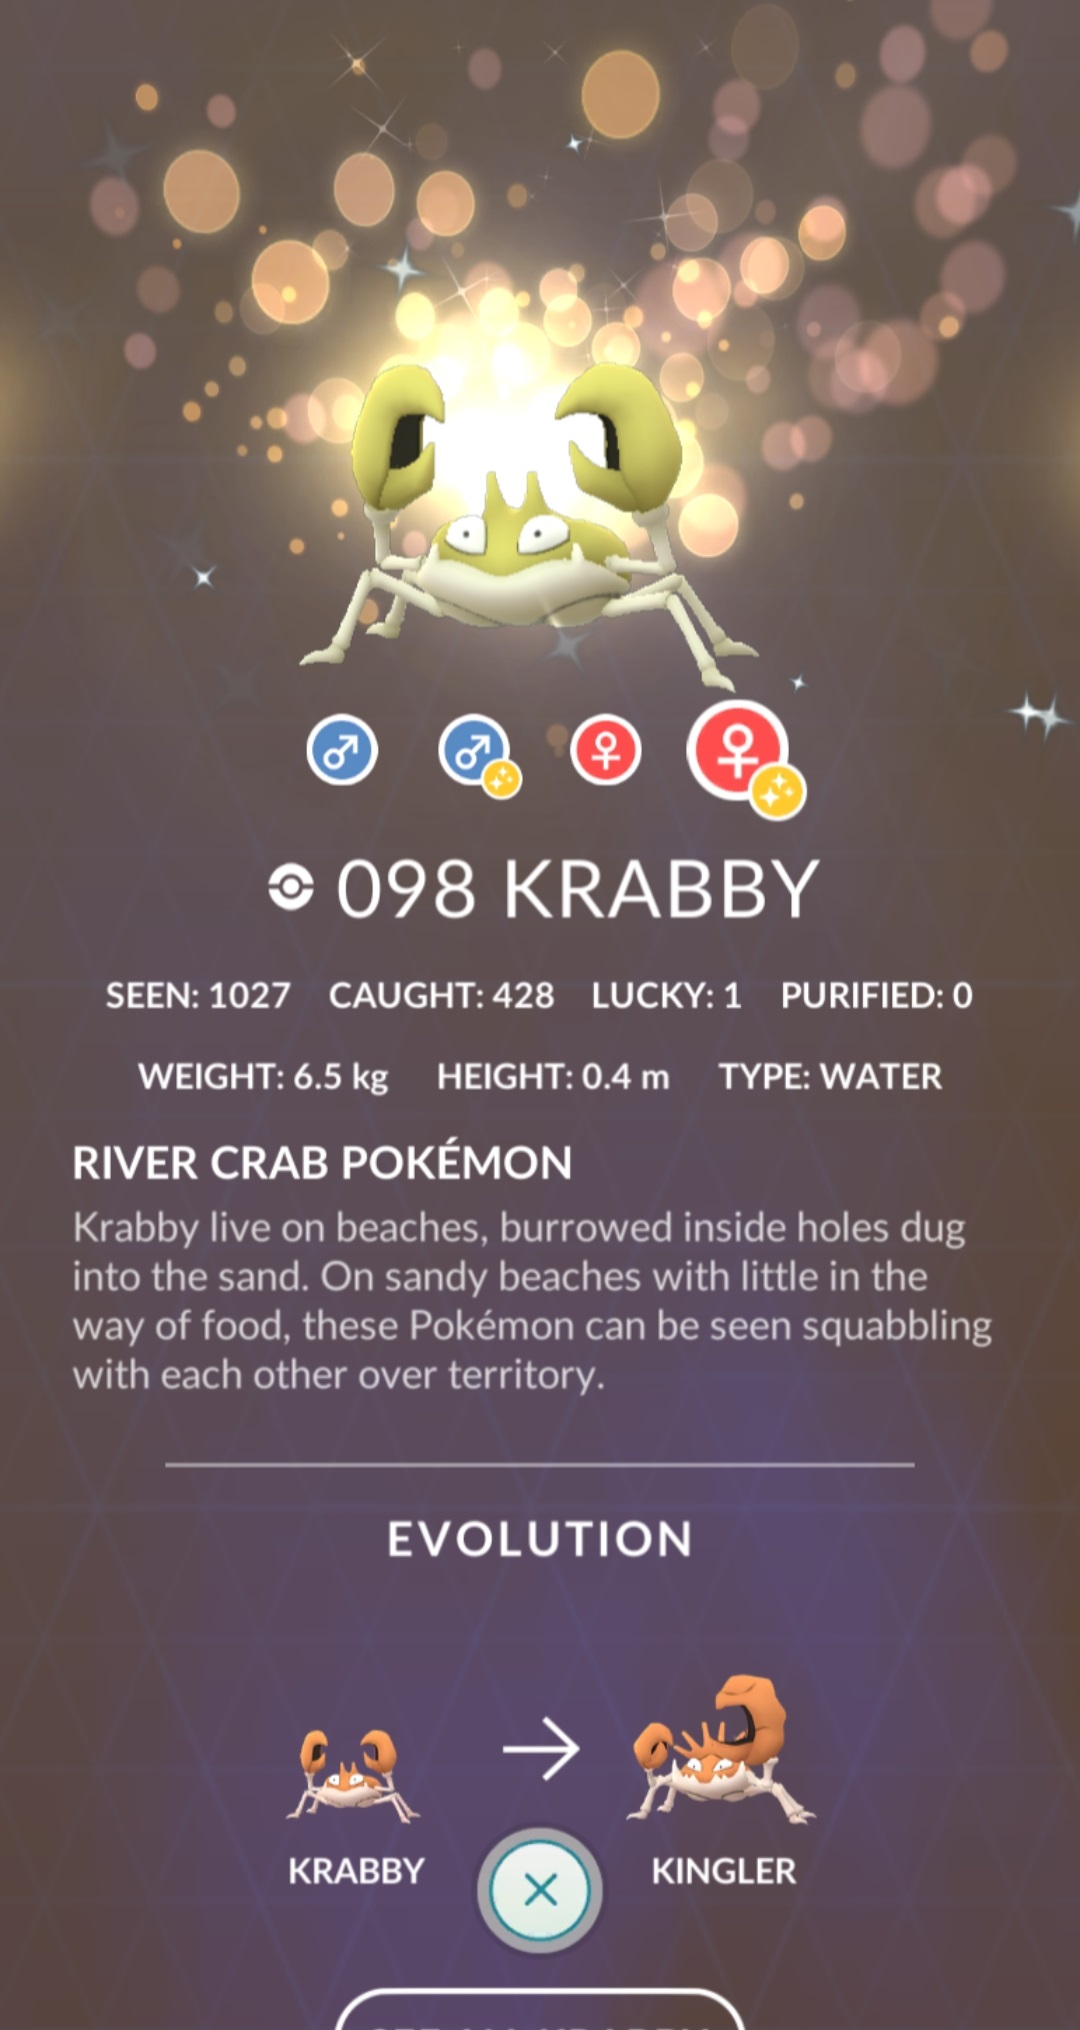 098 KRABBY
SEEN: 1027 CAUGHT: 428 LUCKY: 1 PURIFIED: 0
WEIGHT: 6.5 kg HEIGHT: 0.4 m TYPE: WATER
RIVER CRAB POKÉMON
Krabby live on beaches, burrowed inside holes dug
into the sand. On sandy beaches with little in the
way of food, these Pokémon can be seen squabbling
with each other over territory.
EVOLUTION
KRABBY KINGLER